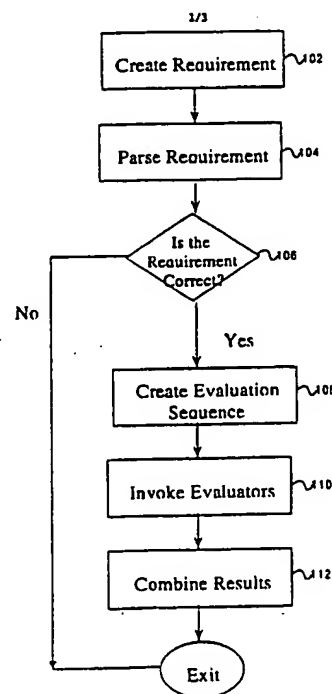 1/3
Create Requirement
102
Parse Requirement
104
Is the
Requirement
Correct?
106
No
Yes
Create Evaluation
Sequence
108
Invoke Evaluators
110
Combine Results
112
Exit